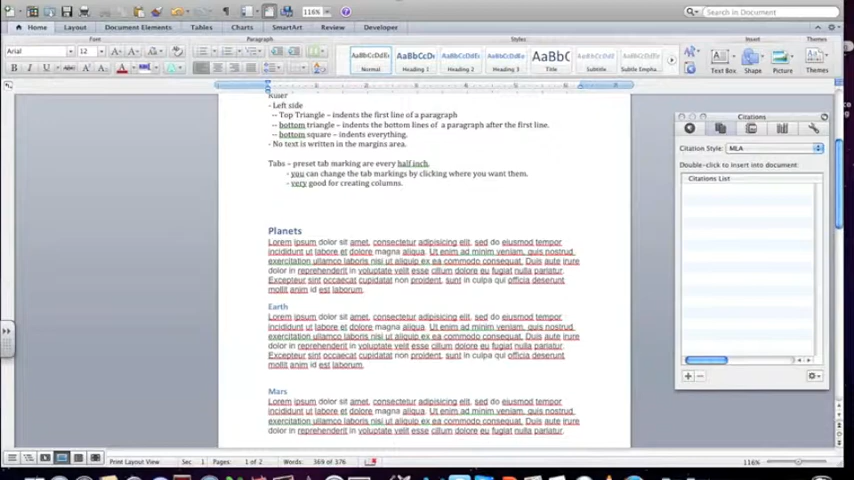 116%
Search in Document
Home Layout Document Elements Tables Charts SmartArt Review Developer
Font Paragraph Styles Insert Themes
Arial 12
AaBbCcDdEe AaBbCcDc AaBbCcDdEe AaBbCcDdEe AaBb( AaBbCcDdEe AaBbCcDdEe
Normal Heading 1 Heading 2 Heading 3 Title Subtitle Subtle Empha...
Text Box Shape Picture Themes
B I U
Ruler
- Left side
-- Top Triangle – indents the first line of a paragraph
-- bottom triangle – indents the bottom lines of a paragraph after the first line.
-- bottom square – indents everything.
- No text is written in the margins area.
Tabs – preset tab marking are every half inch.
- you can change the tab markings by clicking where you want them.
- very good for creating columns.
Planets
Lorem ipsum dolor sit amet, consectetur adipisicing elit, sed do eiusmod tempor
incididunt ut labore et dolore magna aliqua. Ut enim ad minim veniam, quis nostrud
exercitation ullamco laboris nisi ut aliquip ex ea commodo consequat. Duis aute irure
dolor in reprehenderit in voluptate velit esse cillum dolore eu fugiat nulla pariatur.
Excepteur sint occaecat cupidatat non proident, sunt in culpa qui officia deserunt
mollit anim id est laborum.
Earth
Lorem ipsum dolor sit amet, consectetur adipisicing elit, sed do eiusmod tempor
incididunt ut labore et dolore magna aliqua. Ut enim ad minim veniam, quis nostrud
exercitation ullamco laboris nisi ut aliquip ex ea commodo consequat. Duis aute irure
dolor in reprehenderit in voluptate velit esse cillum dolore eu fugiat nulla pariatur.
Excepteur sint occaecat cupidatat non proident, sunt in culpa qui officia deserunt
mollit anim id est laborum.
Mars
Lorem ipsum dolor sit amet, consectetur adipisicing elit, sed do eiusmod tempor
incididunt ut labore et dolore magna aliqua. Ut enim ad minim veniam, quis nostrud
exercitation ullamco laboris nisi ut aliquip ex ea commodo consequat. Duis aute irure
dolor in reprehenderit in voluptate velit esse cillum dolore eu fugiat nulla pariatur.
Citations
Citation Style: MLA
Double-click to insert into document:
Citations List
Print Layout View Sec 1 Pages: 1 of 2 Words: 369 of 376 116%